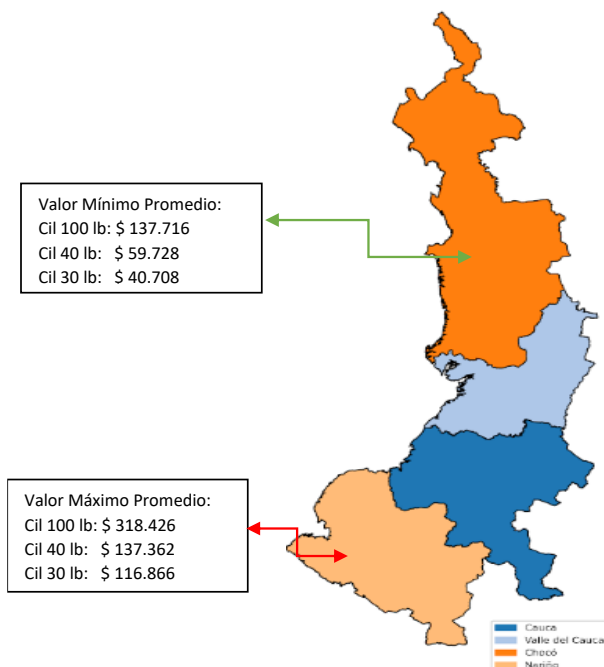 Valor Mínimo Promedio:
Cil 100 lb: $ 137.716
Cil 40 lb: $ 59.728
Cil 30 lb: $ 40.708
Valor Máximo Promedio:
Cil 100 lb: $ 318.426
Cil 40 lb: $ 137.362
Cil 30 lb: $ 116.866
Cauca
Valle del Cauca
Chocó
Nariño